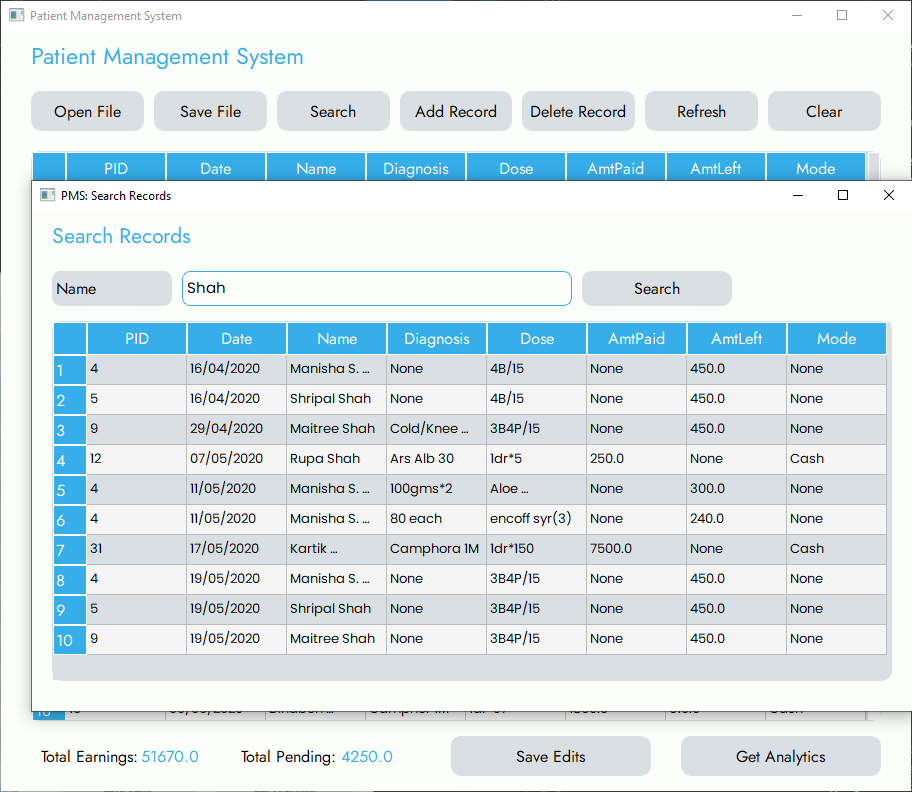 Patient Management System
Patient Management System
Open File Save File Search Add Record Delete Record Refresh Clear
PID Date Name Diagnosis Dose AmtPaid AmtLeft Mode
PMS: Search Records
Search Records
Name Shah Search
PID Date Name Diagnosis Dose AmtPaid AmtLeft Mode
1 4 16/04/2020 Manisha S. ... None 4B/15 None 450.0 None
2 5 16/04/2020 Shripal Shah None 4B/15 None 450.0 None
3 9 29/04/2020 Maitree Shah Cold/Knee ... 3B4P/15 None 450.0 None
4 12 07/05/2020 Rupa Shah Ars Alb 30 1dr*5 250.0 None Cash
5 4 11/05/2020 Manisha S. ... 100gms*2 Aloe ... None 300.0 None
6 4 11/05/2020 Manisha S. ... 80 each encoff syr(3) None 240.0 None
7 31 17/05/2020 Kartik ... Camphora 1M 1dr*150 7500.0 None Cash
8 4 19/05/2020 Manisha S. ... None 3B4P/15 None 450.0 None
9 5 19/05/2020 Shripal Shah None 3B4P/15 None 450.0 None
10 9 19/05/2020 Maitree Shah None 3B4P/15 None 450.0 None
Total Earnings: 51670.0 Total Pending: 4250.0 Save Edits Get Analytics